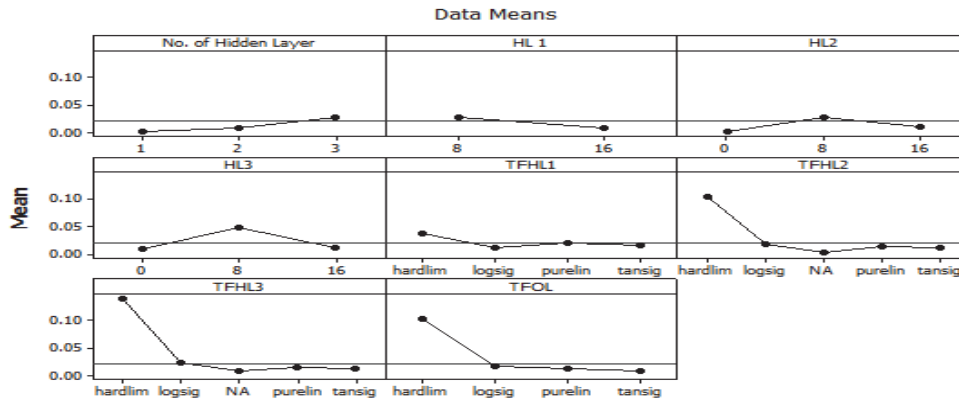 Data Means
No. of Hidden Layer HL 1 HL2
0.10
0.05
0.00
1 2 3 8 16 0 8 16
HL3 TFHL1 TFHL2
Mean
0.10
0.05
0.00
0 8 16 hardlim logsig purelin tansig hardlim logsig NA purelin tansig
TFHL3 TFOL
0.10
0.05
0.00
hardlim logsig NA purelin tansig hardlim logsig purelin tansig